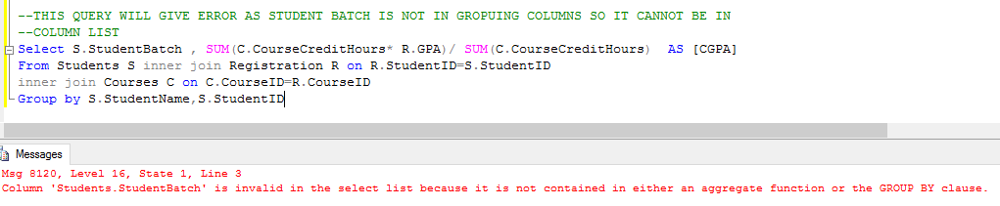 --THIS QUERY WILL GIVE ERROR AS STUDENT BATCH IS NOT IN GROPUING COLUMNS SO IT CANNOT BE IN
--COLUMN LIST
Select S.StudentBatch , SUM(C.CourseCreditHours* R.GPA)/ SUM(C.CourseCreditHours)  AS [CGPA]
From Students S inner join Registration R on R.StudentID=S.StudentID
inner join Courses C on C.CourseID=R.CourseID
Group by S.StudentName,S.StudentID
Messages
Msg 8120, Level 16, State 1, Line 3
Column 'Students.StudentBatch' is invalid in the select list because it is not contained in either an aggregate function or the GROUP BY clause.